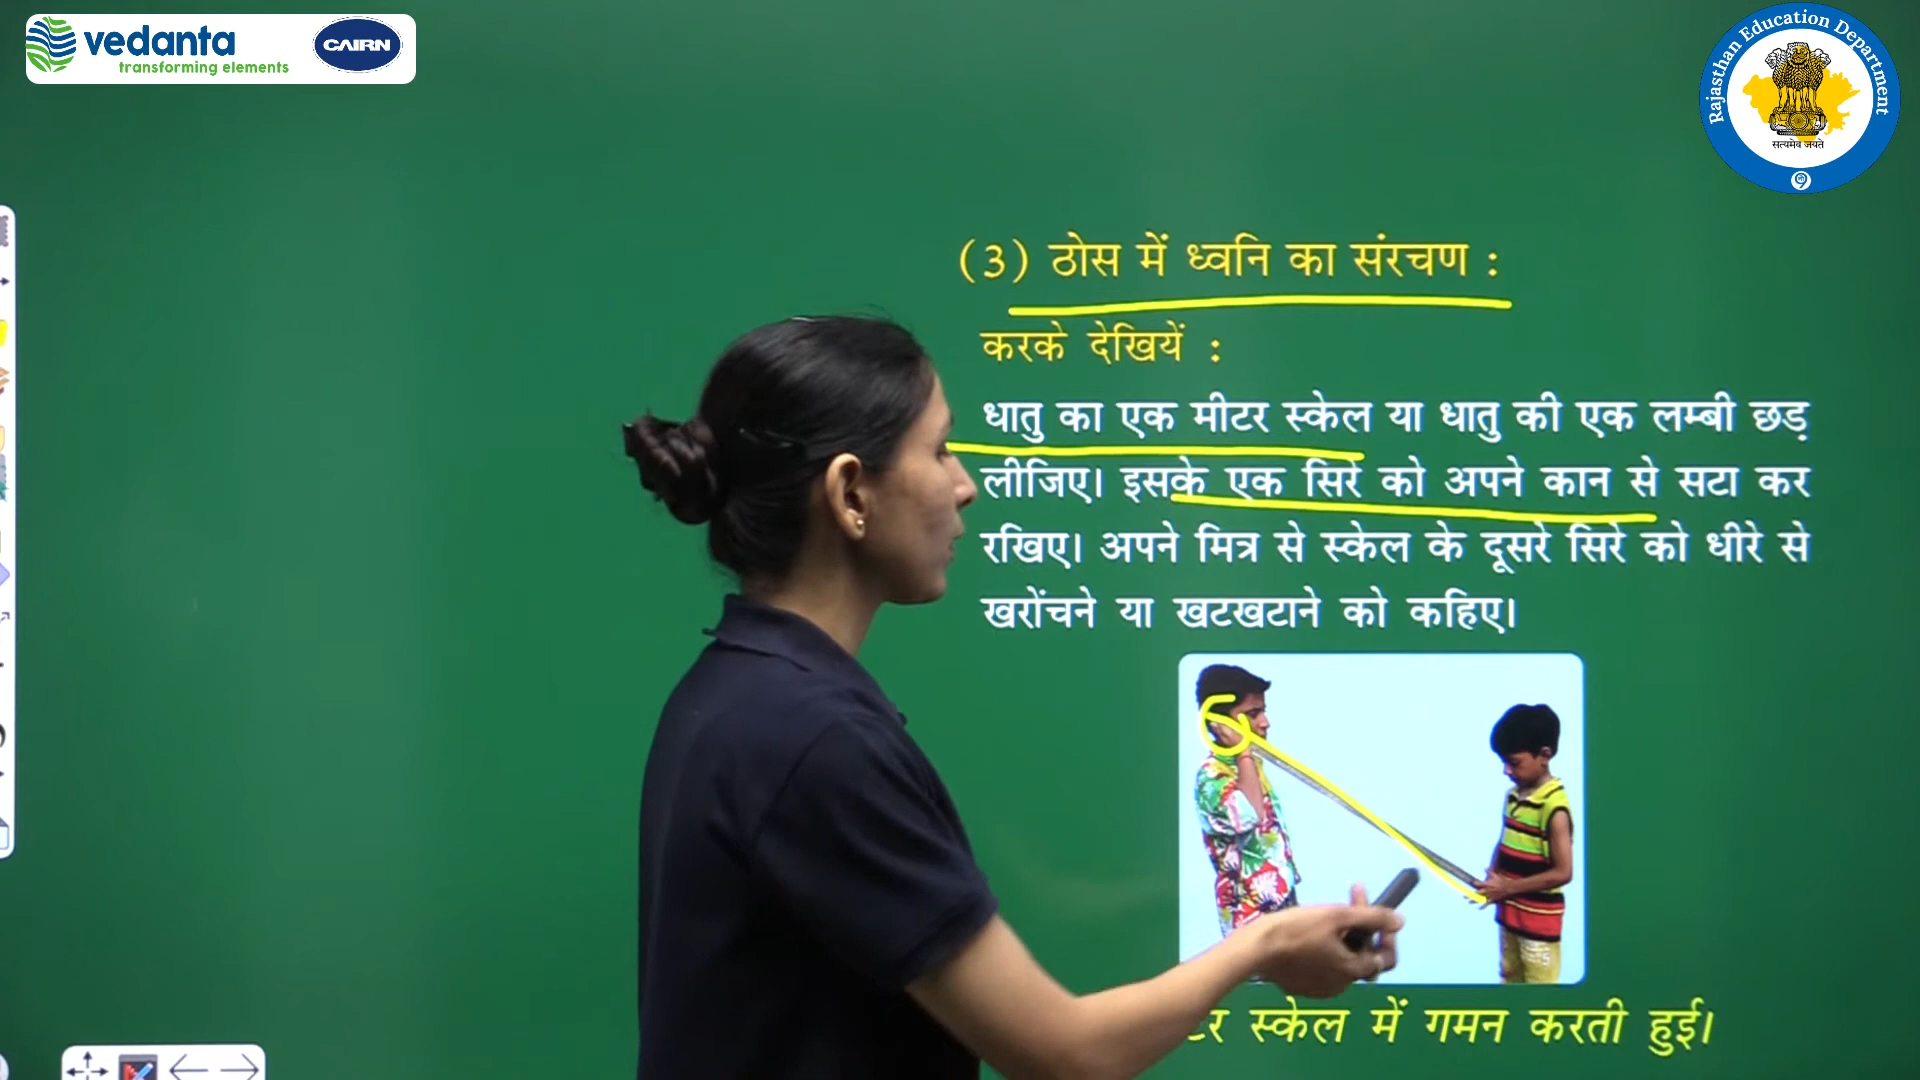 vedanta
transforming elements
CAIRN
Rajasthan Education Department
सत्यमेव जयते
(3) ठोस में ध्वनि का संरचण :
करके देखियें :
धातु का एक मीटर स्केल या धातु की एक लम्बी छड़
लीजिए। इसके एक सिरे को अपने कान से सटा कर
रखिए। अपने मित्र से स्केल के दूसरे सिरे को धीरे से
खरोंचने या खटखटाने को कहिए।
स्केल में गमन करती हुई।